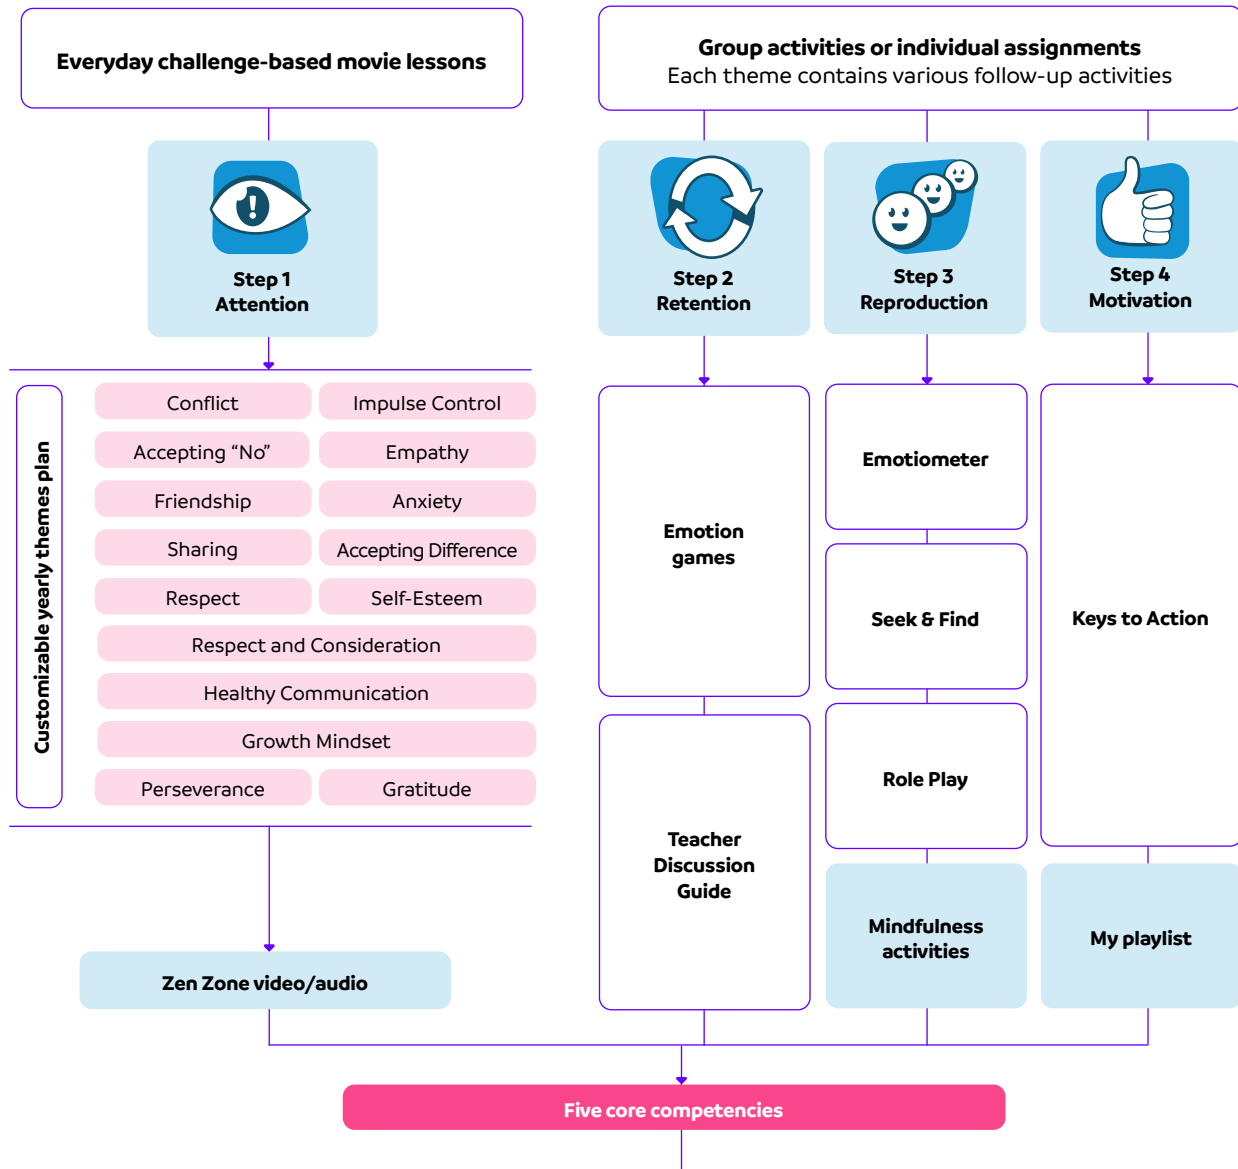 Everyday challenge-based movie lessons
Group activities or individual assignments
Each theme contains various follow-up activities
!
Step 1
Attention
Step 2
Retention
Step 3
Reproduction
Step 4
Motivation
Customizable yearly themes plan
Conflict
Impulse Control
Accepting “No”
Empathy
Friendship
Anxiety
Sharing
Accepting Difference
Respect
Self-Esteem
Respect and Consideration
Healthy Communication
Growth Mindset
Perseverance
Gratitude
Zen Zone video/audio
Emotion
games
Teacher
Discussion
Guide
Emotiometer
Seek & Find
Role Play
Mindfulness
activities
Keys to Action
My playlist
Five core competencies